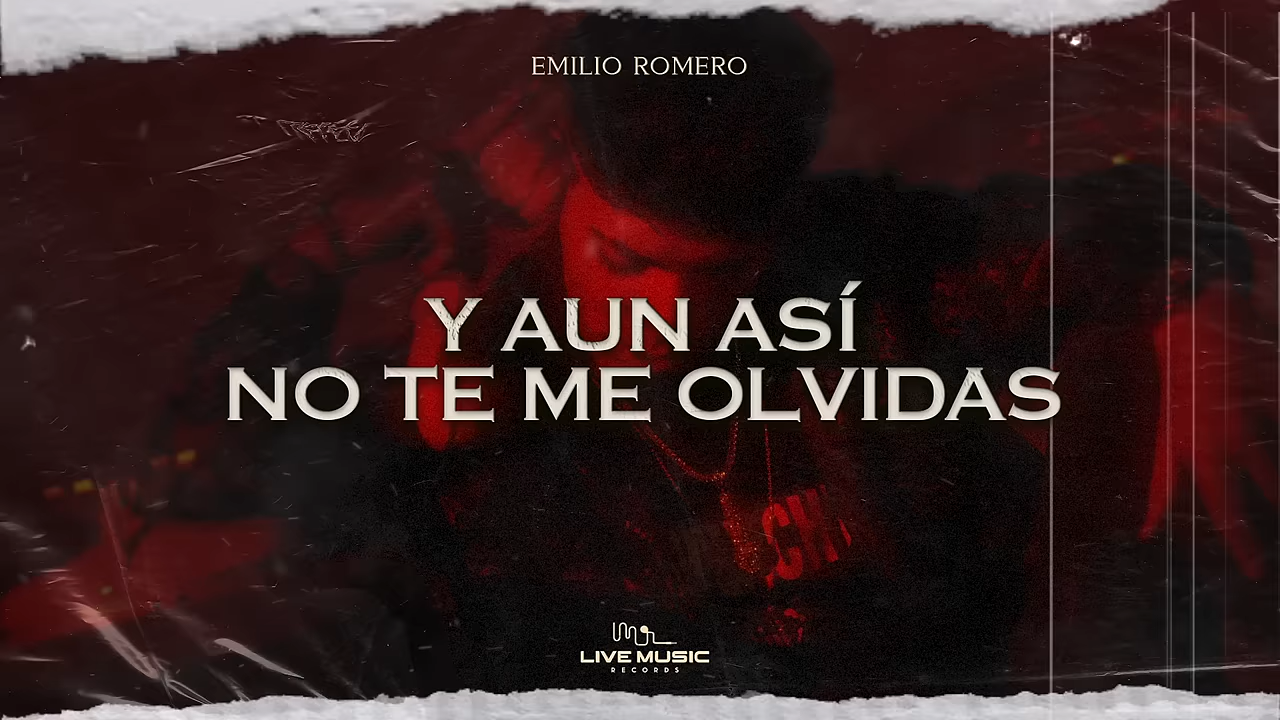 EMILIO ROMERO
Y AUN ASÍ
NO TE ME OLVIDAS
LIVE MUSIC
RECORDS